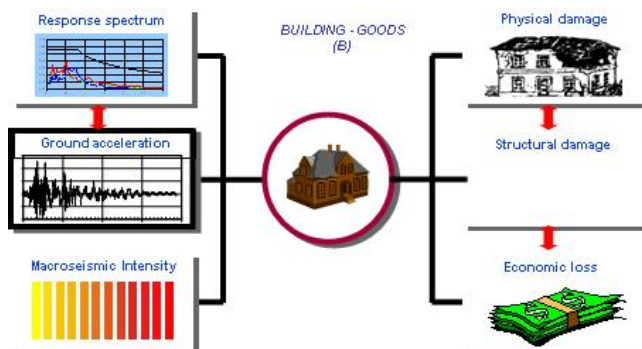 Response spectrum
BUILDING - GOODS
(B)
Physical damage
Ground acceleration
Structural damage
Macroseismic Intensity
Economic loss